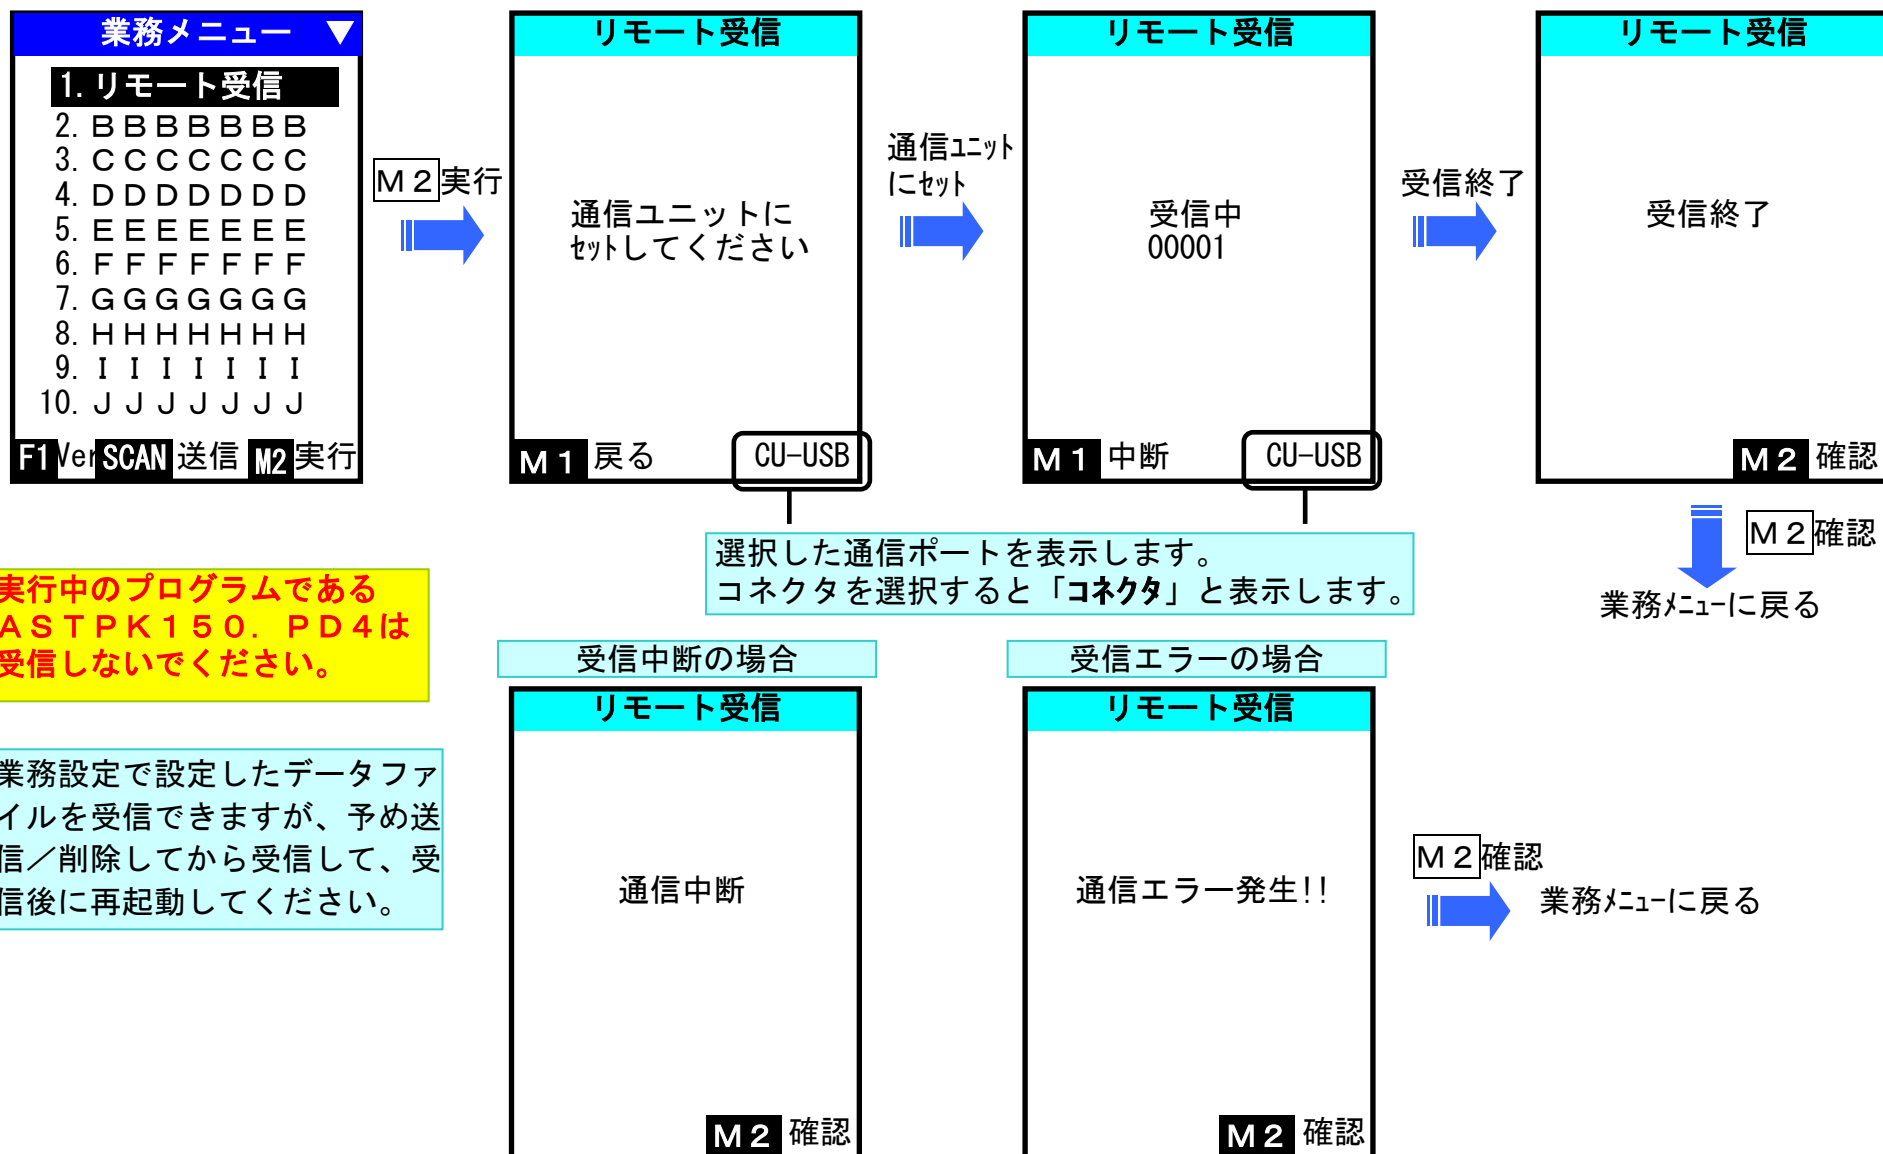 業務メニュー ▼
1. リモート受信
2. ＢＢＢＢＢＢＢ
3. ＣＣＣＣＣＣＣ
4. ＤＤＤＤＤＤＤ
5. ＥＥＥＥＥＥＥ
6. ＦＦＦＦＦＦＦ
7. ＧＧＧＧＧＧＧ
8. ＨＨＨＨＨＨＨ
9. ＩＩＩＩＩＩＩ
10. ＪＪＪＪＪＪＪ
F1 Ver SCAN 送信 M2 実行
Ｍ２実行
リモート受信
通信ユニットに
ｾｯﾄしてください
Ｍ１ 戻る CU-USB
通信ﾕﾆｯﾄ
にｾｯﾄ
リモート受信
受信中
00001
Ｍ１ 中断 CU-USB
受信終了
リモート受信
受信終了
Ｍ２ 確認
Ｍ２確認
業務ﾒﾆｭｰに戻る
選択した通信ポートを表示します。
コネクタを選択すると「コネクタ」と表示します。
実行中のプログラムである
ＡＳＴＰＫ１５０．ＰＤ４は
受信しないでください。
業務設定で設定したデータファ
イルを受信できますが、予め送
信／削除してから受信して、受
信後に再起動してください。
受信中断の場合
リモート受信
通信中断
Ｍ２ 確認
受信エラーの場合
リモート受信
通信エラー発生!!
Ｍ２ 確認
Ｍ２確認
業務ﾒﾆｭｰに戻る